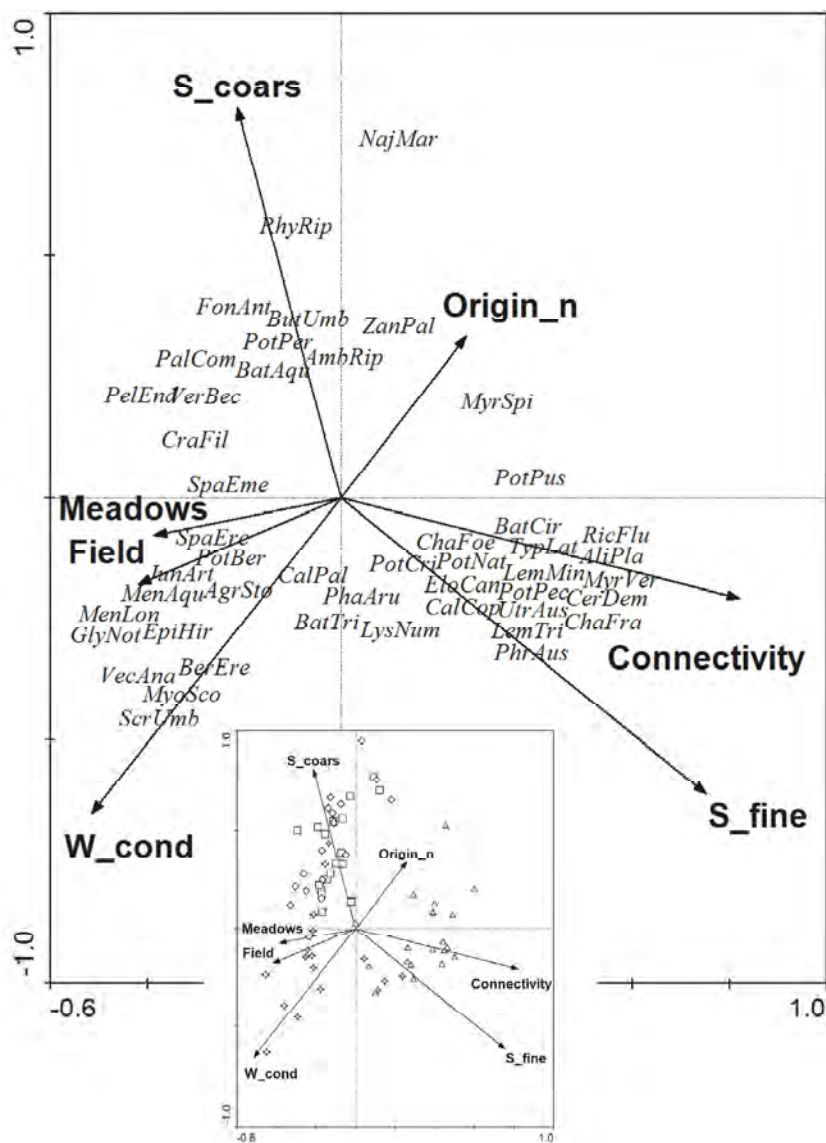 1.0
S_coars
NajMar
RhyRip
FonAnt
ButUmb
ZanPal
Origin_n
PotPer
PalCom
AmbRip
BatAqu
PelEnd
VerBec
MyrSpi
CraFil
SpaEme
PotPus
Meadows
BatCir
RicFlu
Field
SpaEre
ChaFoe
TypLat
AliPla
PotBer
PotCri
PotNat
JunArt
CalPal
LemMin
MyrVer
MenAqu
AgrSto
EloCan
PotPec
CerDem
PhaAru
CalCop
UtrAus
MenLon
BatTri
ChaFra
GlyNot
EpiHir
LysNum
LemTri
PhrAus
Connectivity
BerEre
VecAna
MyoSco
ScrUmb
S_fine
W_cond
1.0
S_coars
Origin_n
Meadows
Field
Connectivity
S_fine
W_cond
-1.0
-0.6
1.0
-1.0
-0.6
1.0